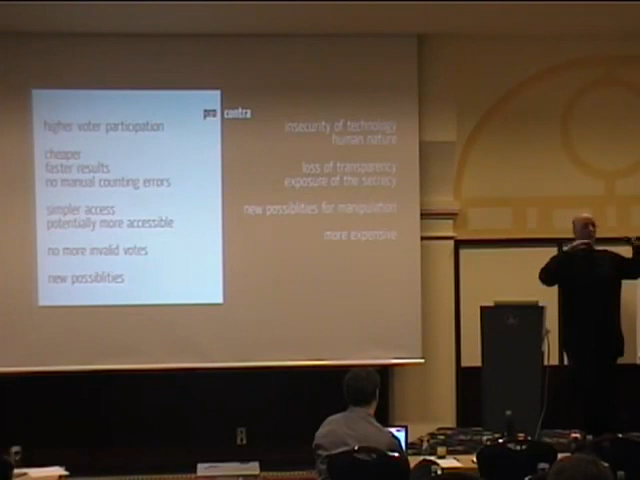 pro contra
higher voter participation
cheaper
faster results
no manual counting errors
simpler access
potentially more accessible
no more invalid votes
new possiblities
insecurity of technology
human nature
loss of transparency
exposure of the secrecy
new possiblities for manipulation
more expensive